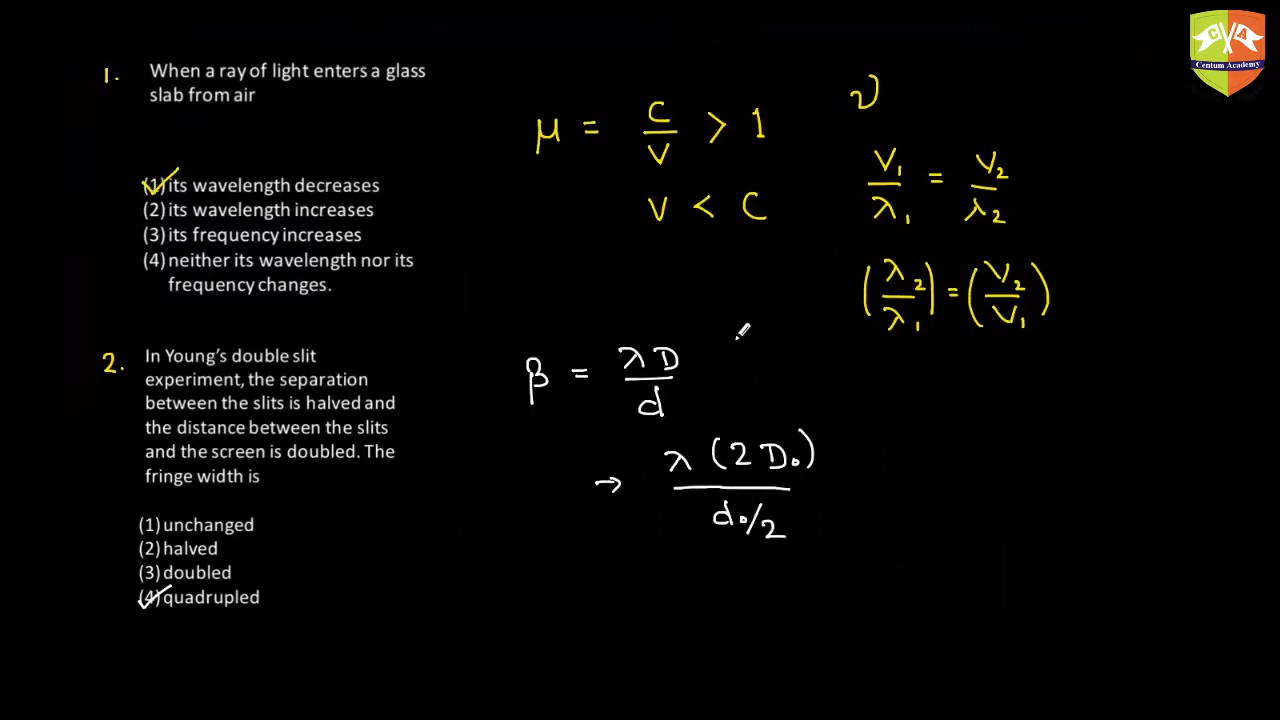 1.
When a ray of light enters a glass
slab from air
(1) its wavelength decreases
(2) its wavelength increases
(3) its frequency increases
(4) neither its wavelength nor its
frequency changes.
μ = C/V > 1
V < C
ν
V₁/λ₁ = V₂/λ₂
(λ₂/λ₁) = (V₂/V₁)
2.
In Young's double slit
experiment, the separation
between the slits is halved and
the distance between the slits
and the screen is doubled. The
fringe width is
(1) unchanged
(2) halved
(3) doubled
(4) quadrupled
β = λD/d
→ λ(2D₀)/(d₀/2)
C A
Centum Academy